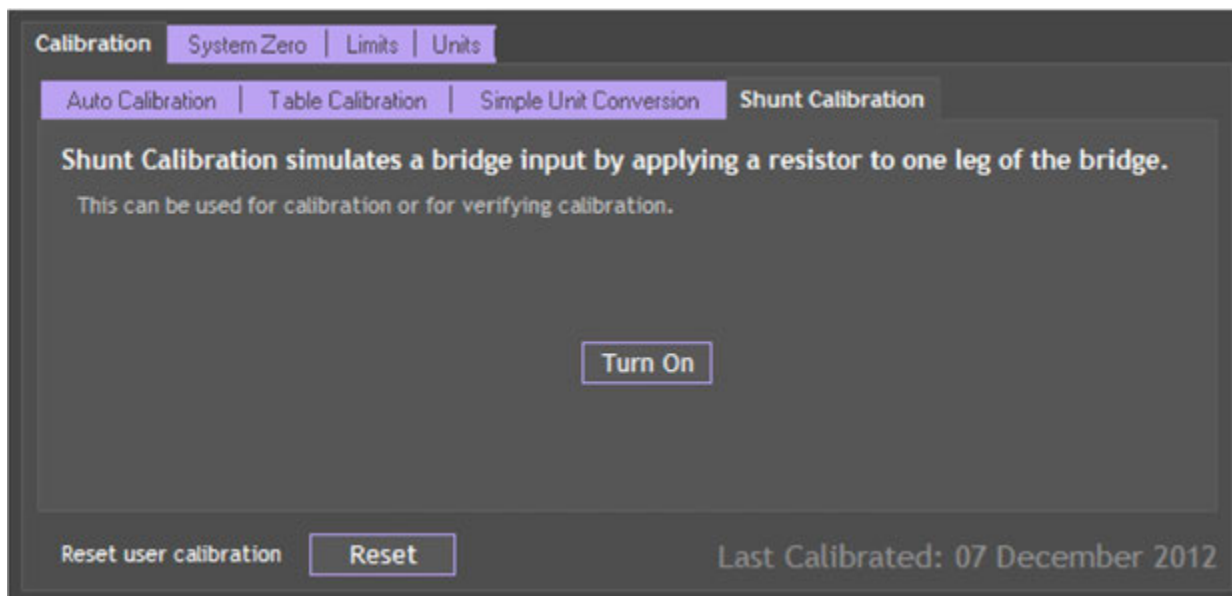 Calibration System Zero | Limits | Units
Auto Calibration | Table Calibration | Simple Unit Conversion Shunt Calibration
Shunt Calibration simulates a bridge input by applying a resistor to one leg of the bridge.
This can be used for calibration or for verifying calibration.
Turn On
Reset user calibration Reset Last Calibrated: 07 December 2012